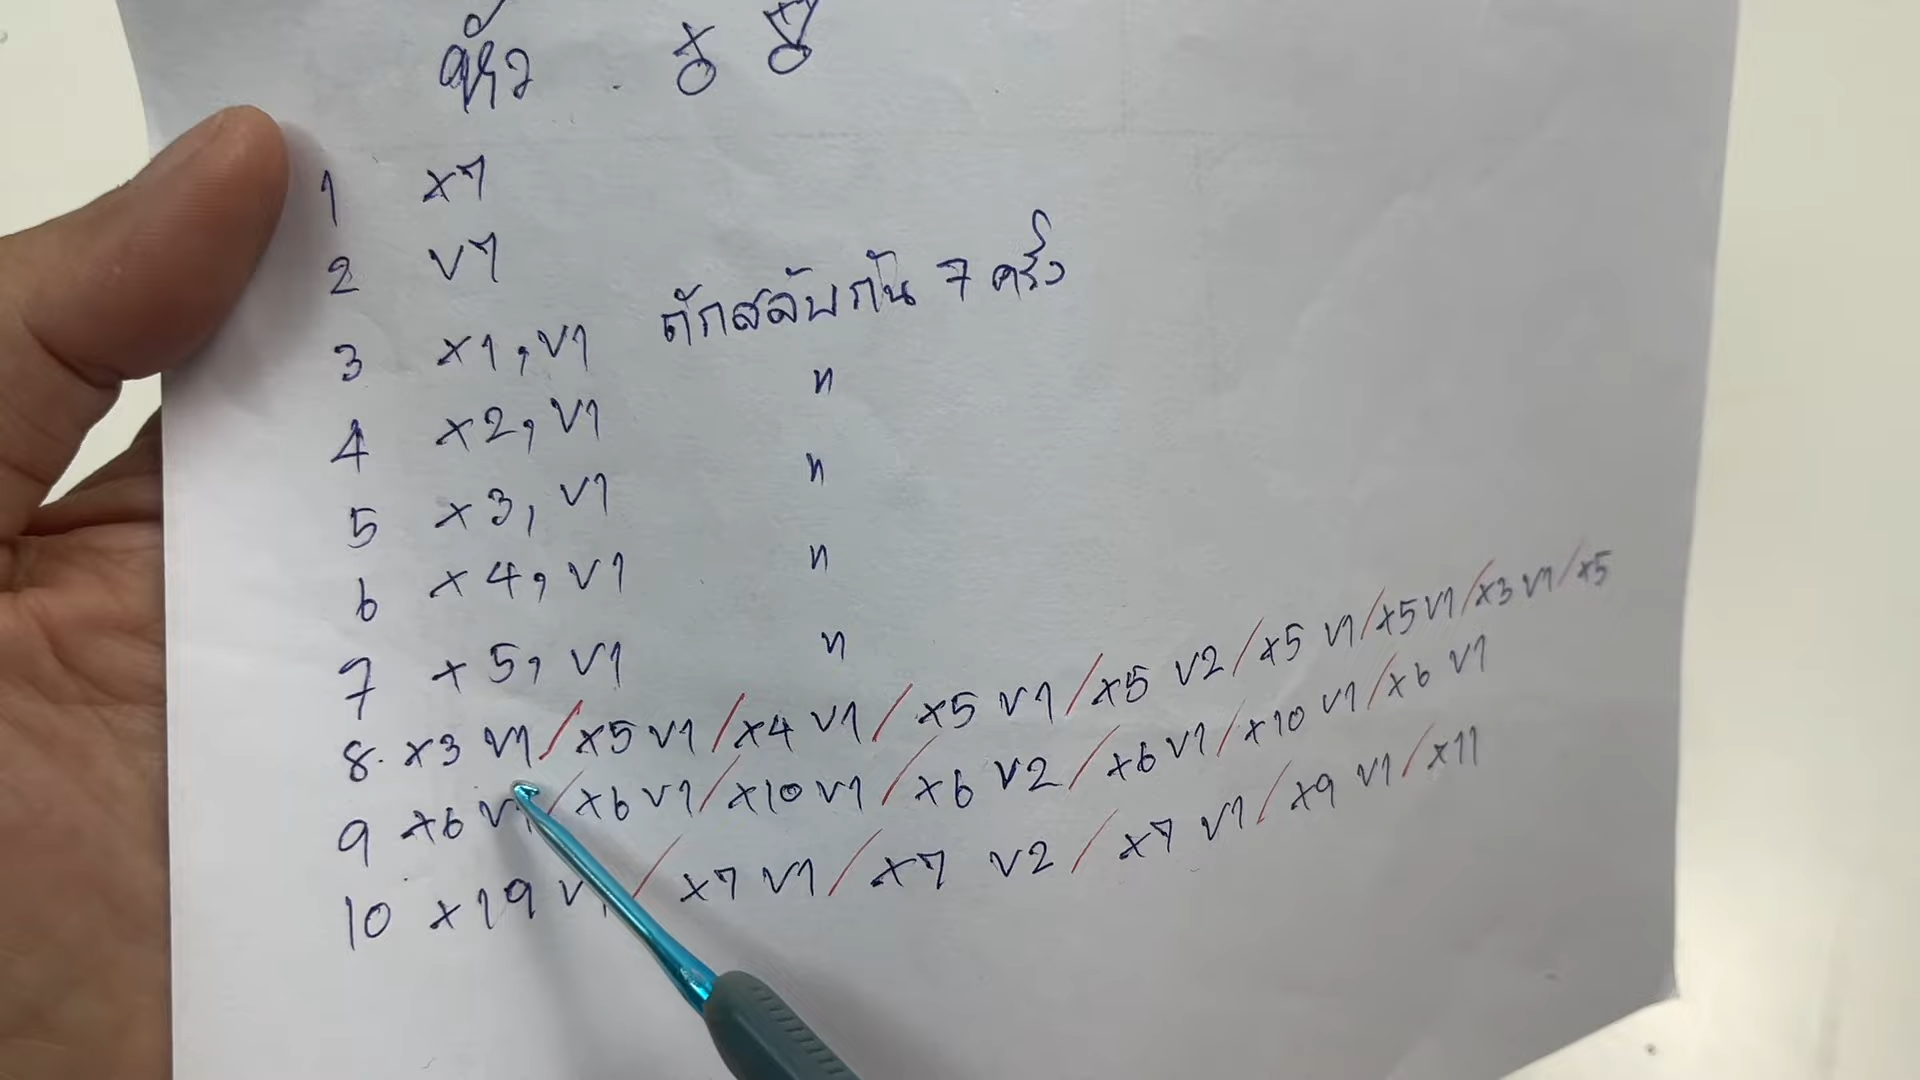 หัว
1 x7
2 v7
3 x1, v1 ถักสลับกัน 7 ครั้ง
4 x2, v1 "
5 x3, v1 "
6 x4, v1 "
7 x5, v1 "
8. x3 v1 / x5 v1 / x4 v1 / x5 v1 / x5 v2 / x5 v1 / x5 v1 / x3 v1 / x5
9 x6 v1 / x6 v1 / x10 v1 / x6 v2 / x6 v1 / x10 v1 / x6 v1
10 x19 v1 / x7 v1 / x7 v2 / x7 v1 / x9 v1 / x11